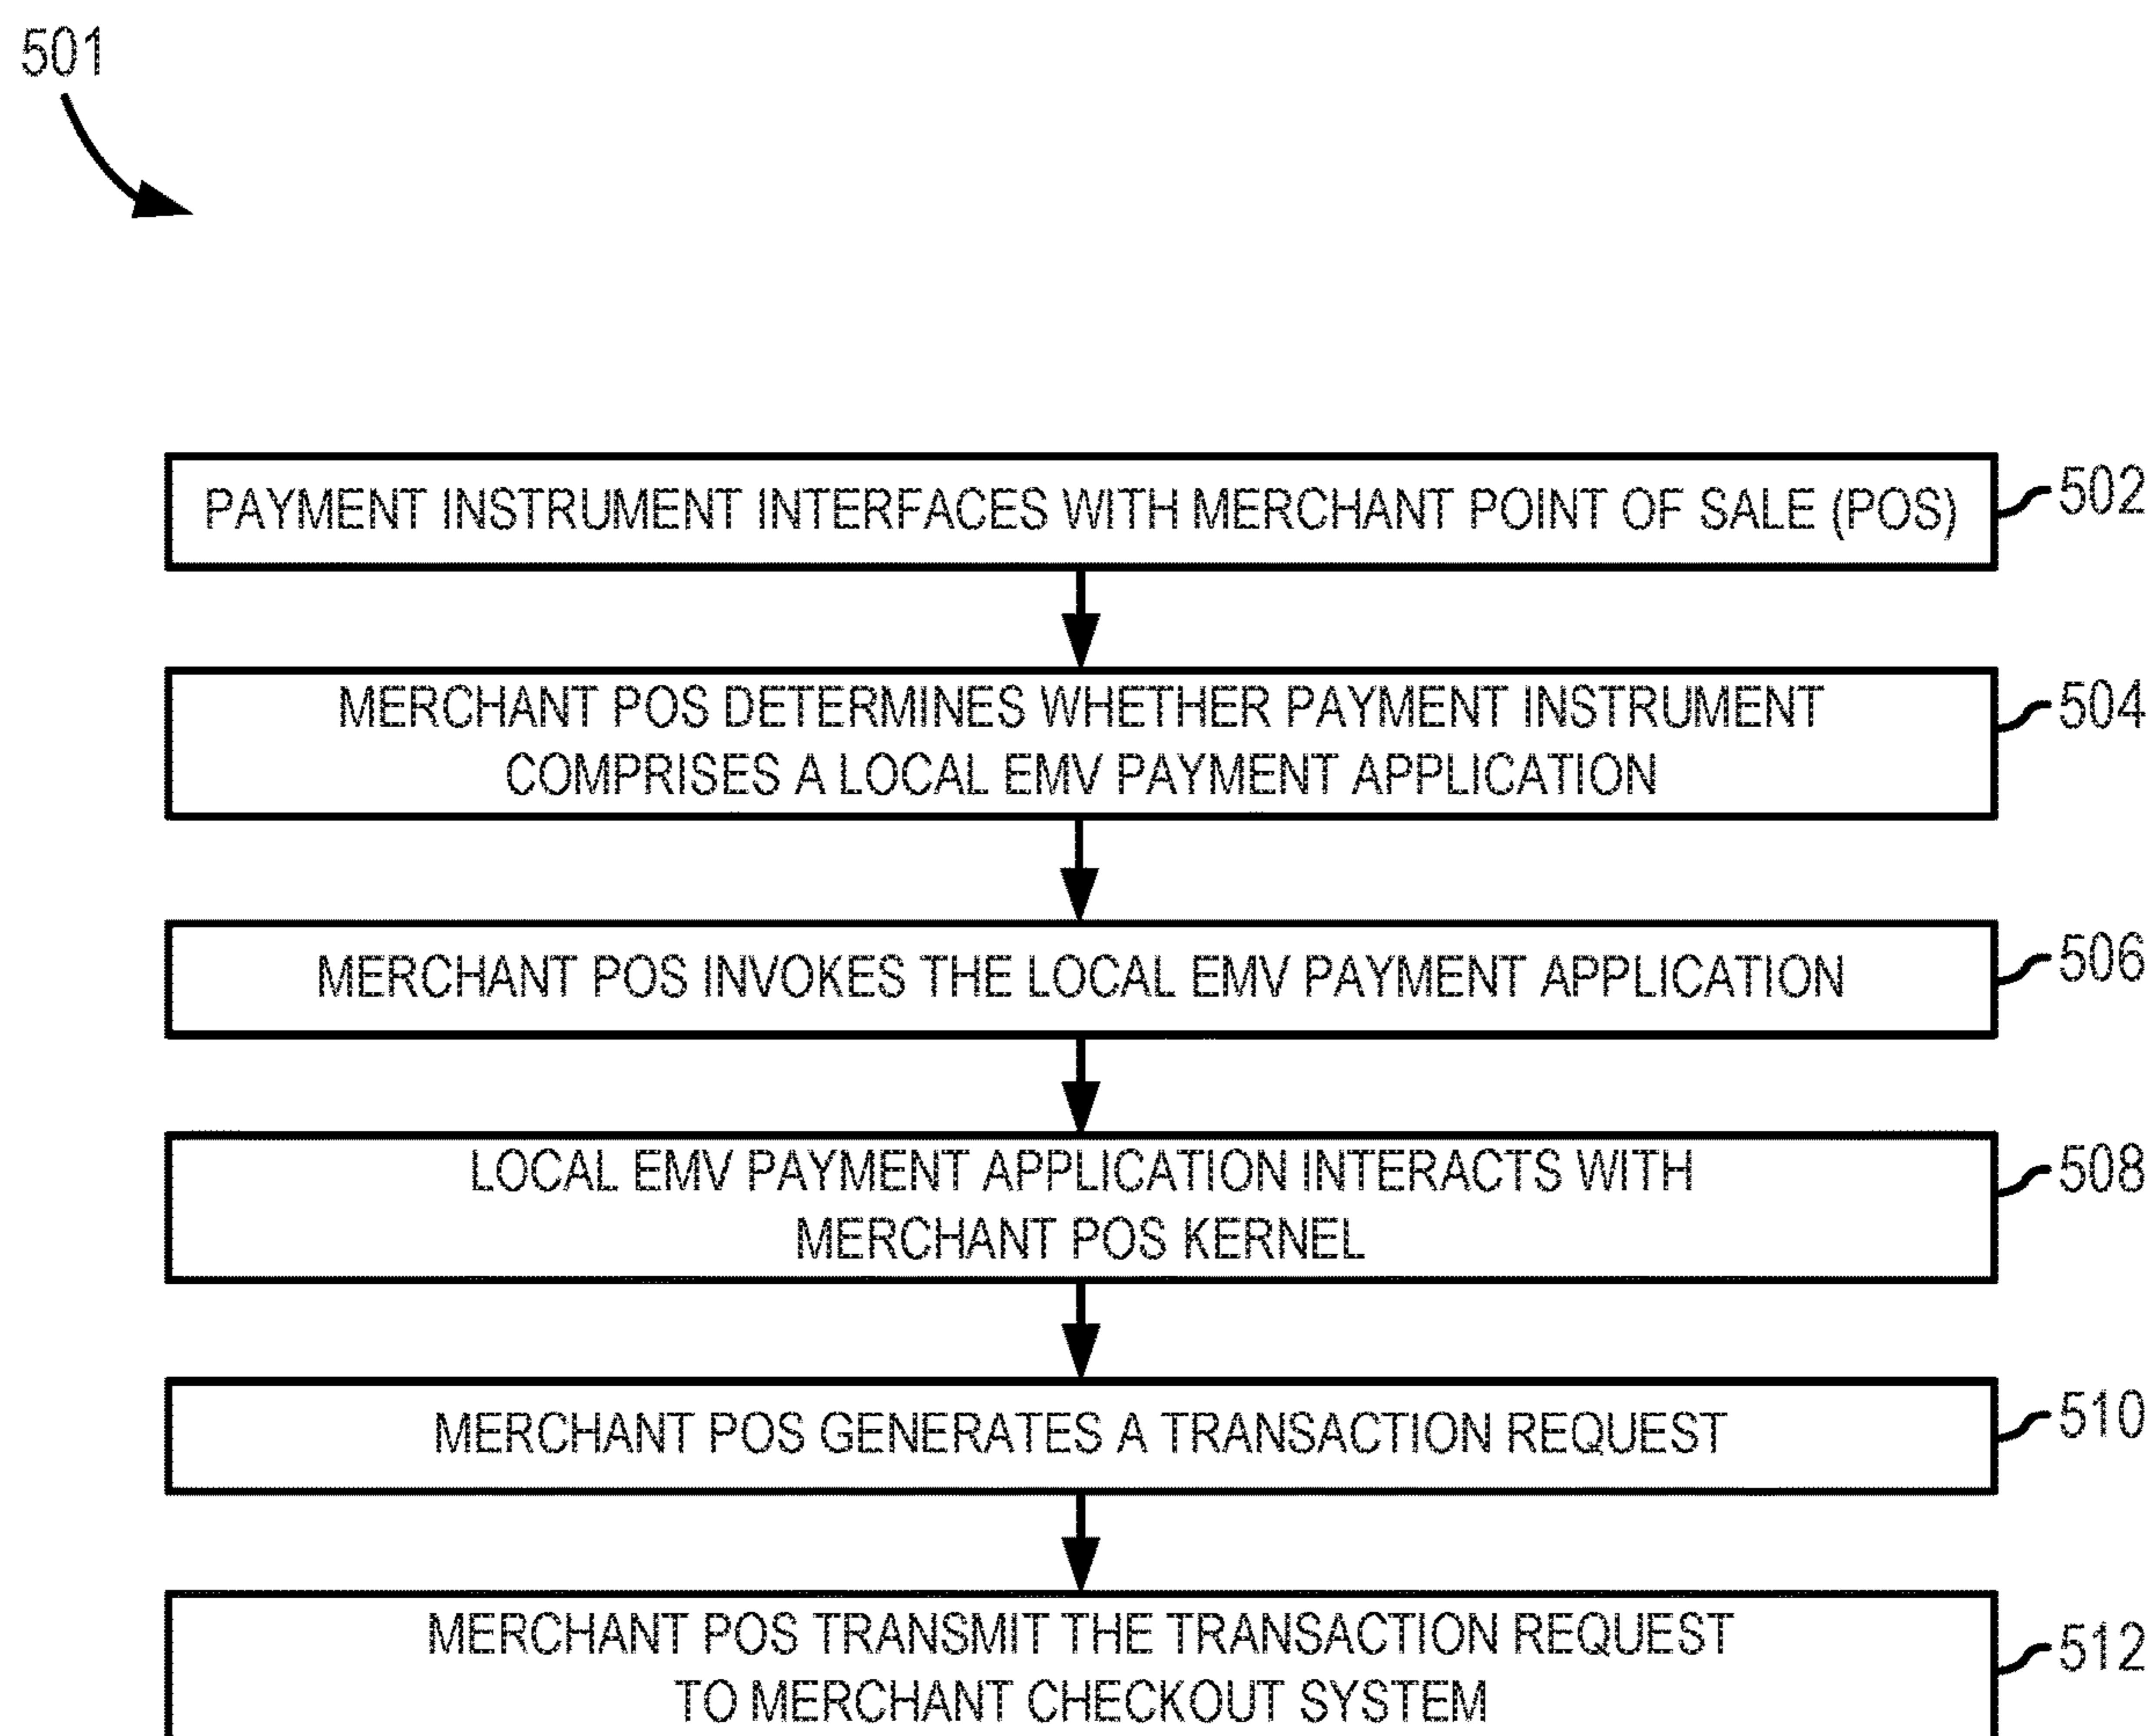 501
PAYMENT INSTRUMENT INTERFACES WITH MERCHANT POINT OF SALE (POS)
502
MERCHANT POS DETERMINES WHETHER PAYMENT INSTRUMENT
COMPRISES A LOCAL EMV PAYMENT APPLICATION
504
MERCHANT POS INVOKES THE LOCAL EMV PAYMENT APPLICATION
506
LOCAL EMV PAYMENT APPLICATION INTERACTS WITH
MERCHANT POS KERNEL
508
MERCHANT POS GENERATES A TRANSACTION REQUEST
510
MERCHANT POS TRANSMIT THE TRANSACTION REQUEST
TO MERCHANT CHECKOUT SYSTEM
512